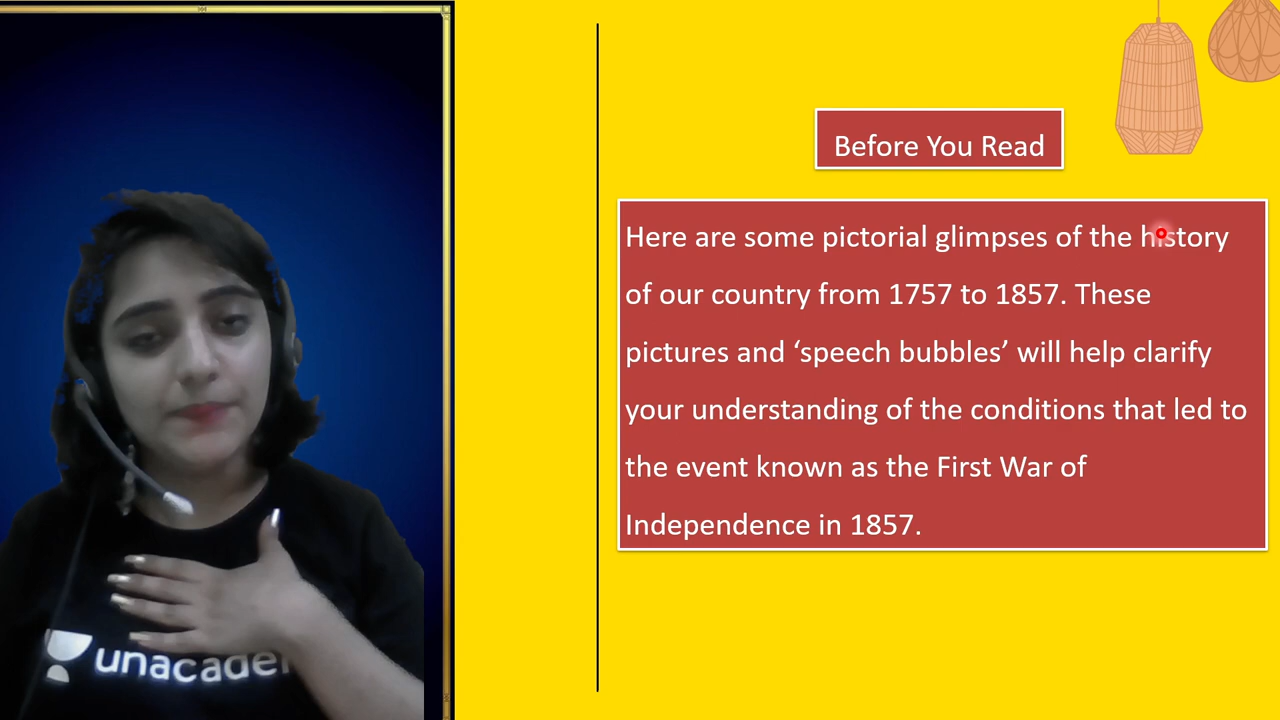 Before You Read
Here are some pictorial glimpses of the history
of our country from 1757 to 1857. These
pictures and ‘speech bubbles’ will help clarify
your understanding of the conditions that led to
the event known as the First War of
Independence in 1857.
unacade